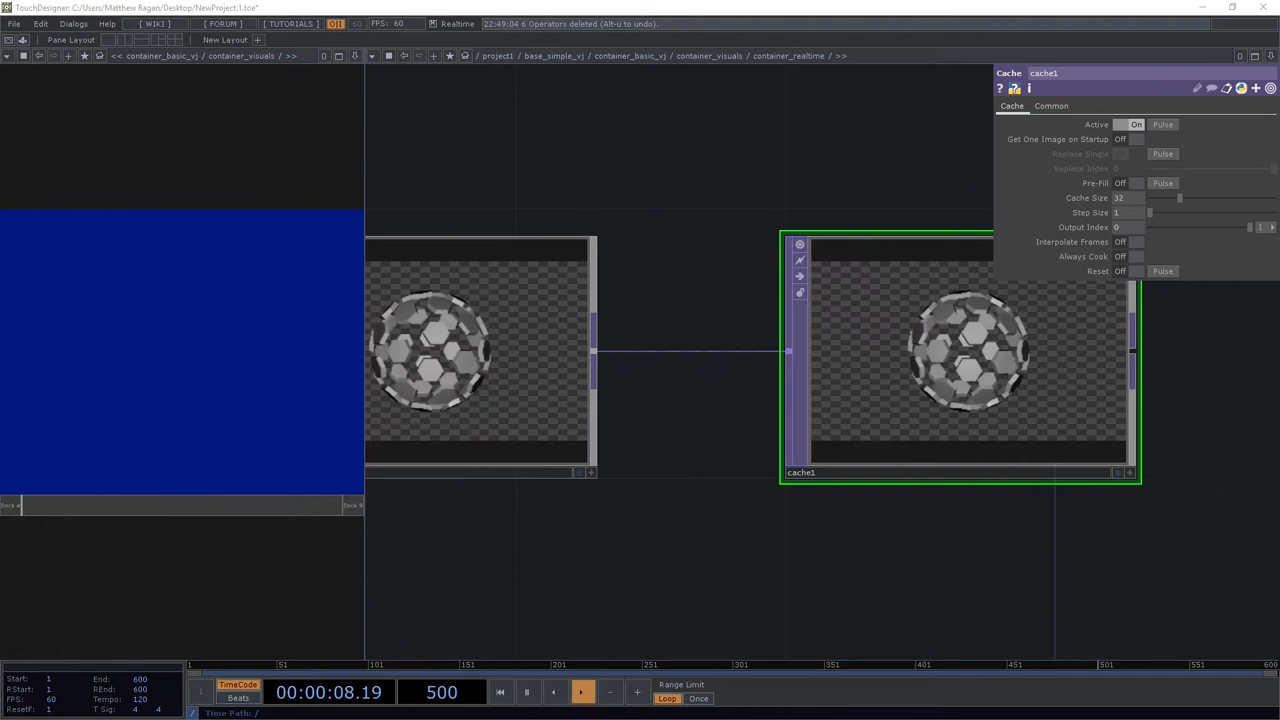 TouchDesigner: C:/Users/Matthew Ragan/Desktop/NewProject.1.toe*
File Edit Dialogs Help [ WIKI ] [ FORUM ] [ TUTORIALS ] O|I 60 FPS: 60 Realtime 22:49:04 6 Operators deleted (Alt-u to undo).
Pane Layout New Layout +
<< container_basic_vj / container_visuals / >> 0
/ project1 / base_simple_vj / container_basic_vj / container_visuals / container_realtime / >> 0
Cache cache1
? ? i
Cache Common
Active On Pulse
Get One Image on Startup Off
Replace Single Pulse
Replace Index 0
Pre-Fill Off Pulse
Cache Size 32
Step Size 1
Output Index 0 I
Interpolate Frames Off
Always Cook Off
Reset Off Pulse
cache1
Deck A Deck B
1 51 101 151 201 251 301 351 401 451 501 551 600
Start: 1 End: 600
RStart: 1 REnd: 600
FPS: 60 Tempo: 120
ResetF: 1 T Sig: 4 4
TimeCode
Beats
00:00:08.19 500
Range Limit
Loop Once
/ Time Path: /